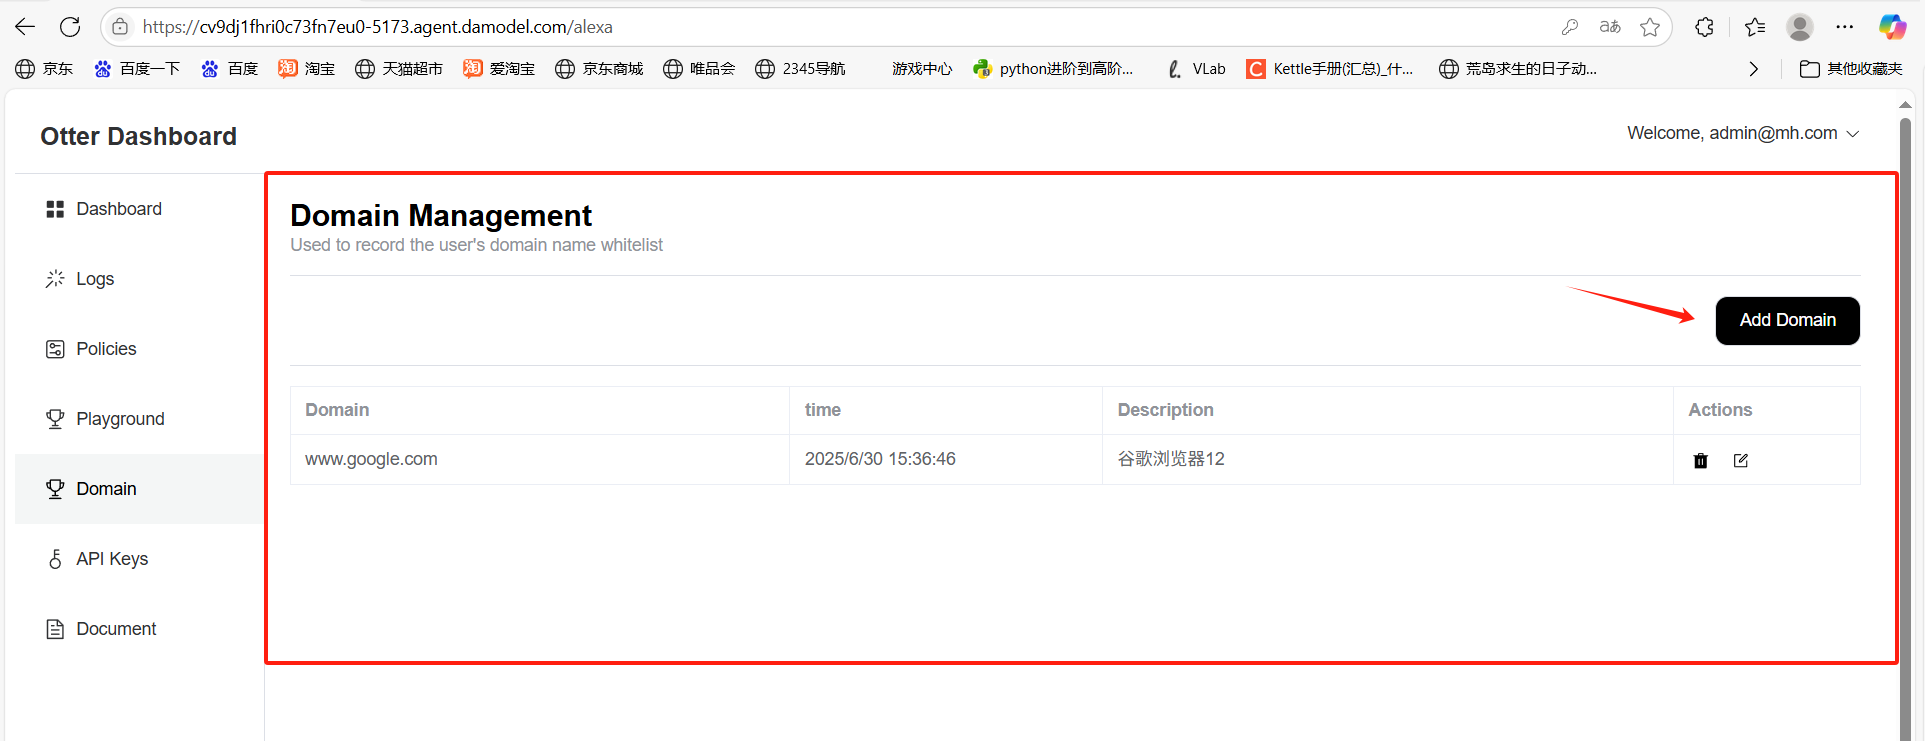 https://cv9dj1fhri0c73fn7eu0-5173.agent.damodel.com/alexa
京东 百度一下 百度 淘宝 天猫超市 爱淘宝 京东商城 唯品会 2345导航 游戏中心 python进阶到高阶... VLab Kettle手册(汇总)_什... 荒岛求生的日子动... 其他收藏夹
Otter Dashboard
Welcome, admin@mh.com
Dashboard
Logs
Policies
Playground
Domain
API Keys
Document
Domain Management
Used to record the user's domain name whitelist
Add Domain
Domain time Description Actions
www.google.com 2025/6/30 15:36:46 谷歌浏览器12